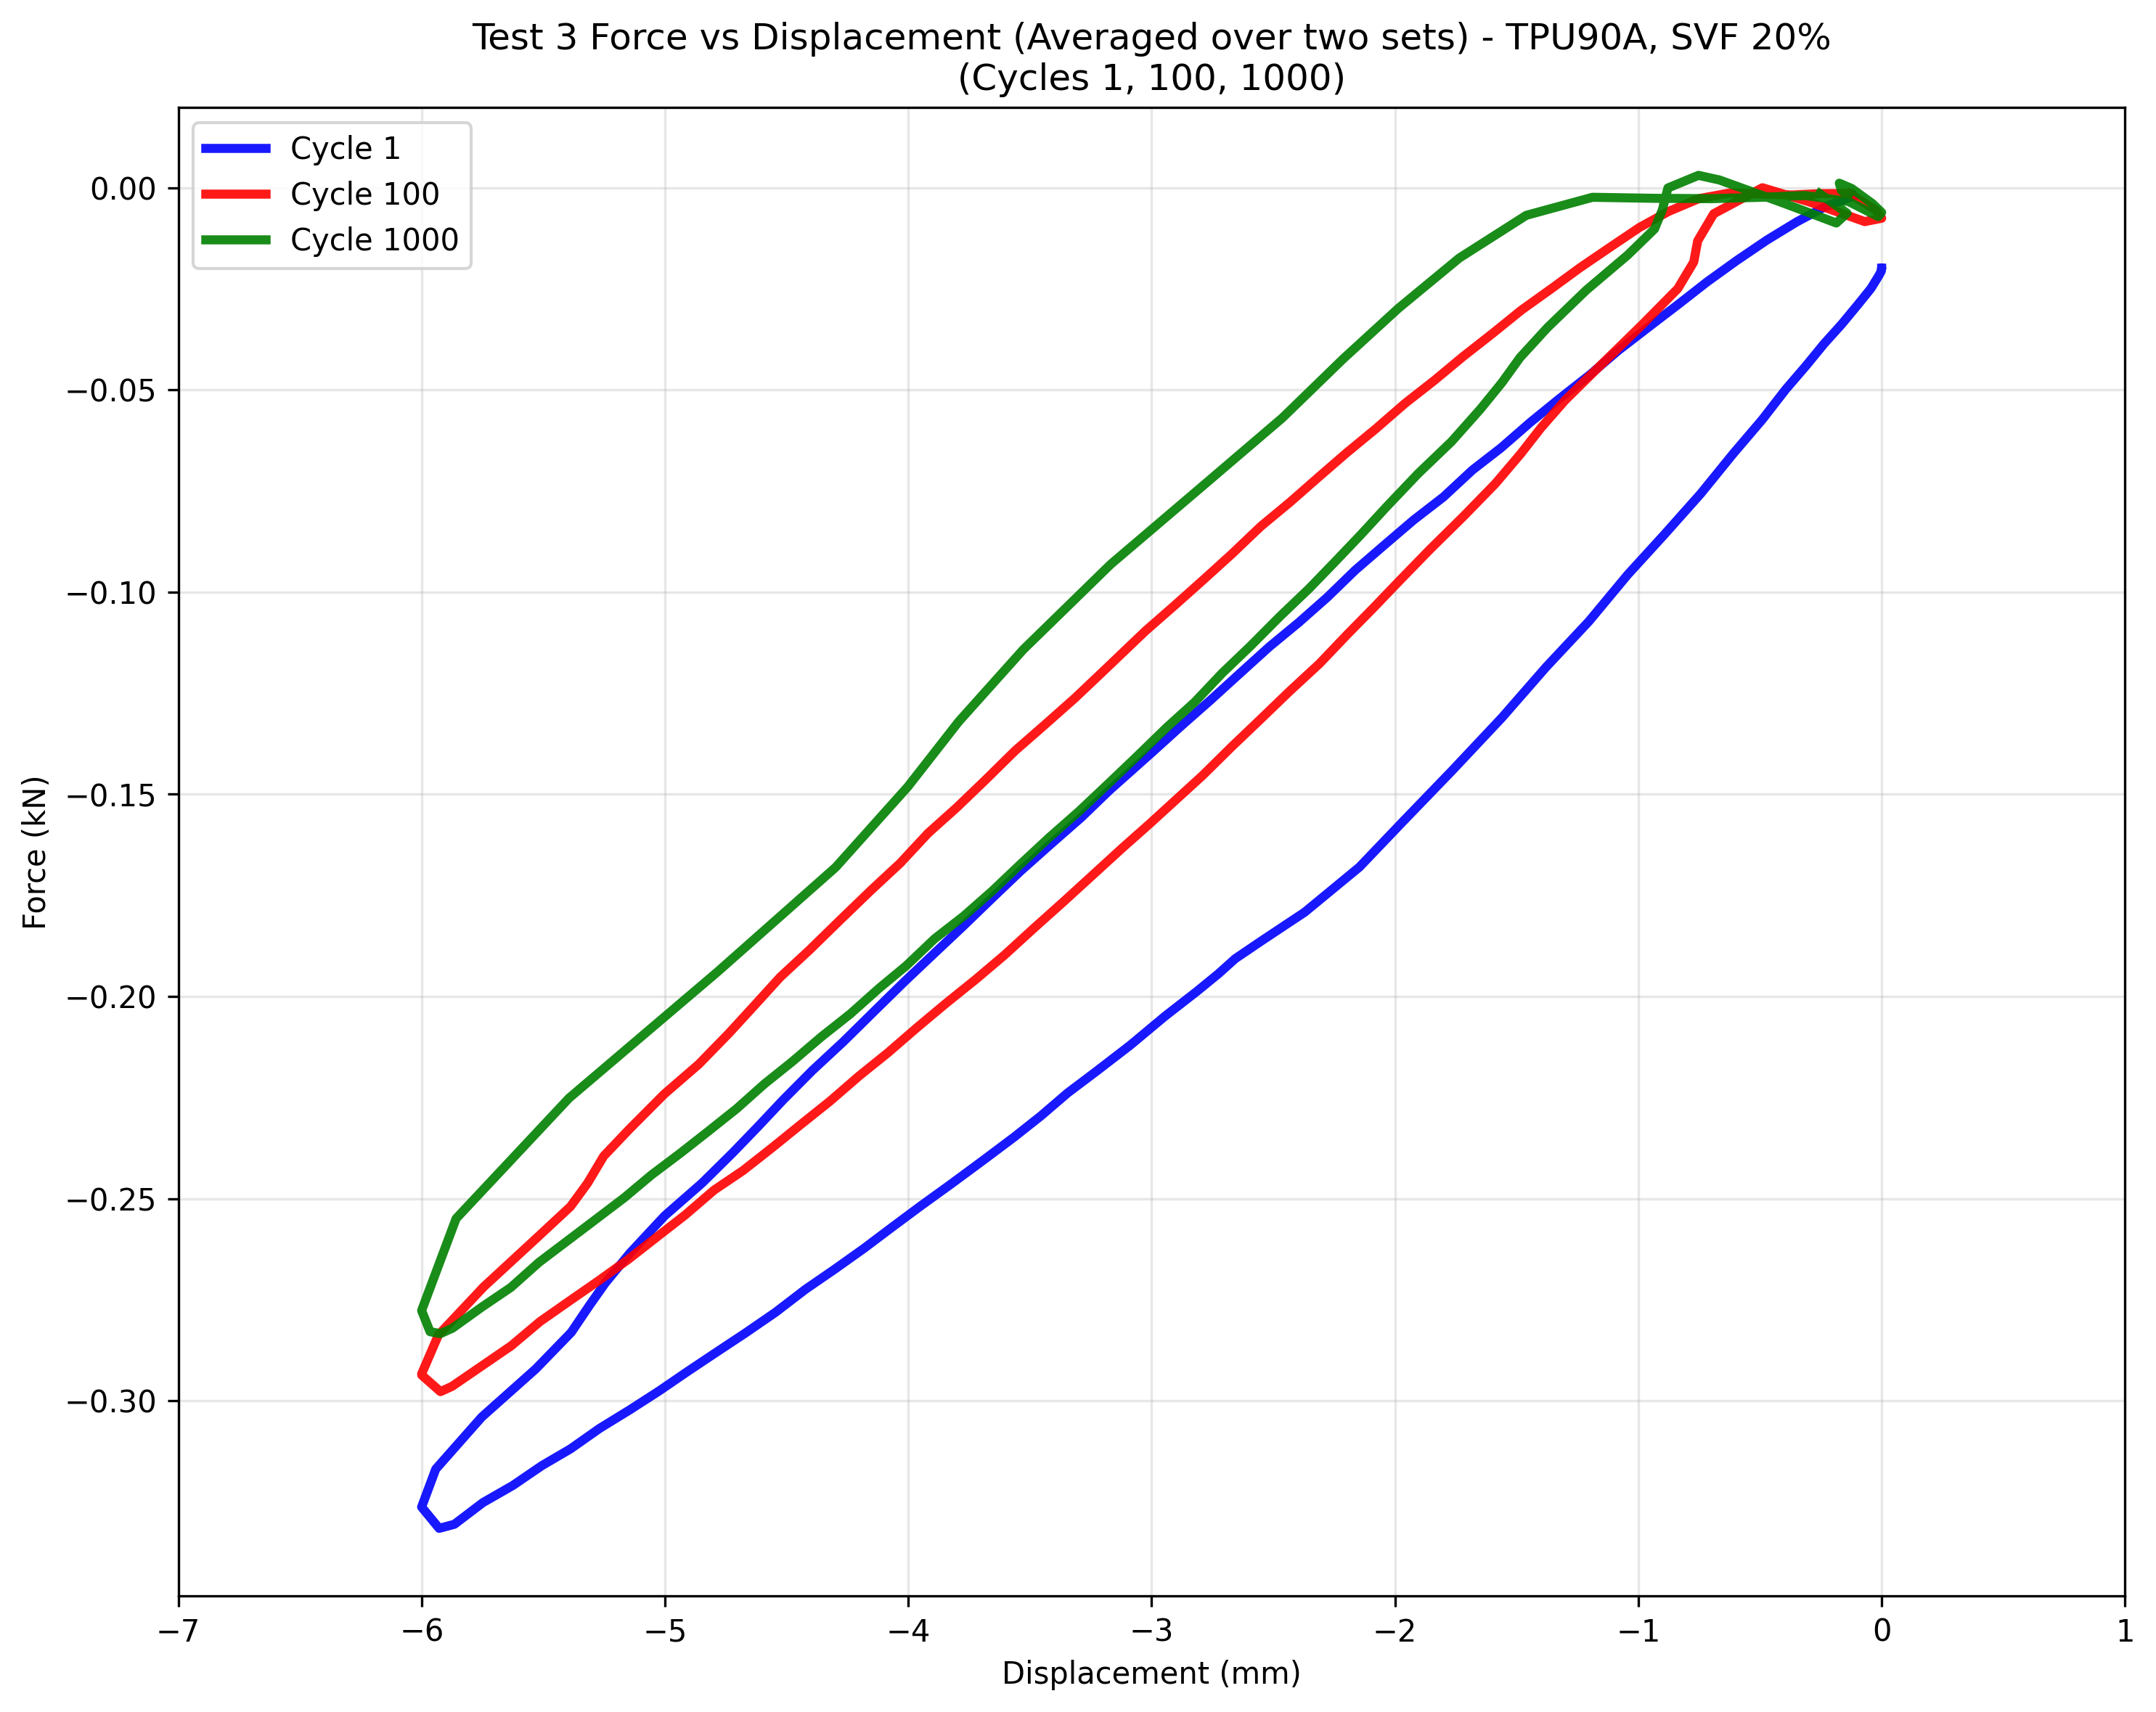 Test 3 Force vs Displacement (Averaged over two sets) - TPU90A, SVF 20%
(Cycles 1, 100, 1000)
Cycle 1
Cycle 100
Cycle 1000
Force (kN)
0.00
−0.05
−0.10
−0.15
−0.20
−0.25
−0.30
−7 −6 −5 −4 −3 −2 −1 0 1
Displacement (mm)